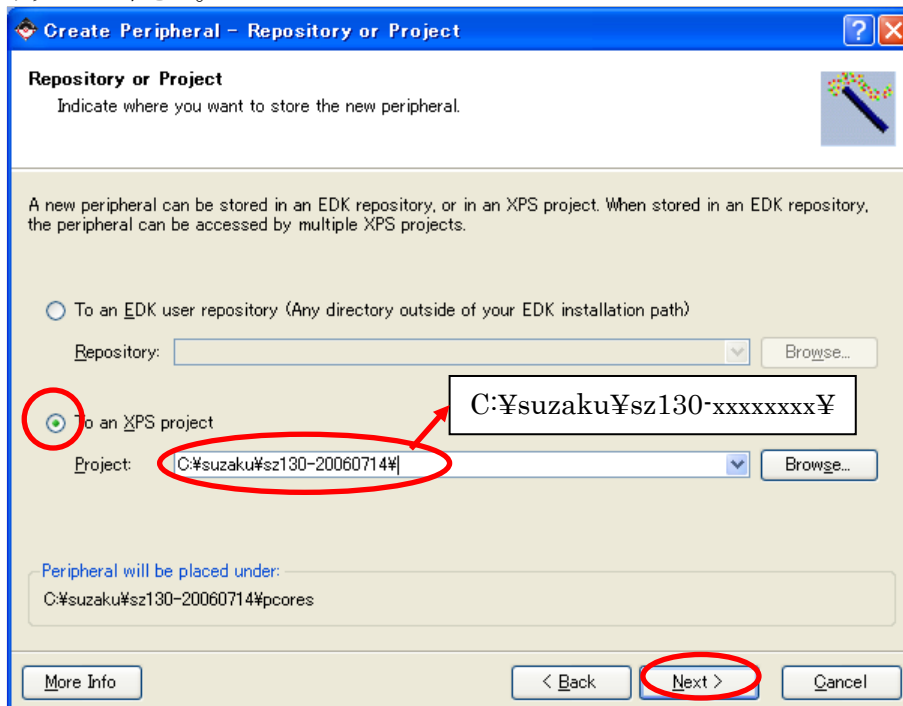 Create Peripheral - Repository or Project
Repository or Project
Indicate where you want to store the new peripheral.
A new peripheral can be stored in an EDK repository, or in an XPS project. When stored in an EDK repository,
the peripheral can be accessed by multiple XPS projects.
To an EDK user repository (Any directory outside of your EDK installation path)
Repository:
Browse...
C:¥suzaku¥sz130-xxxxxxxx¥
To an XPS project
Project: C:¥suzaku¥sz130-20060714¥
Browse...
Peripheral will be placed under:
C:¥suzaku¥sz130-20060714¥pcores
More Info
< Back
Next >
Cancel